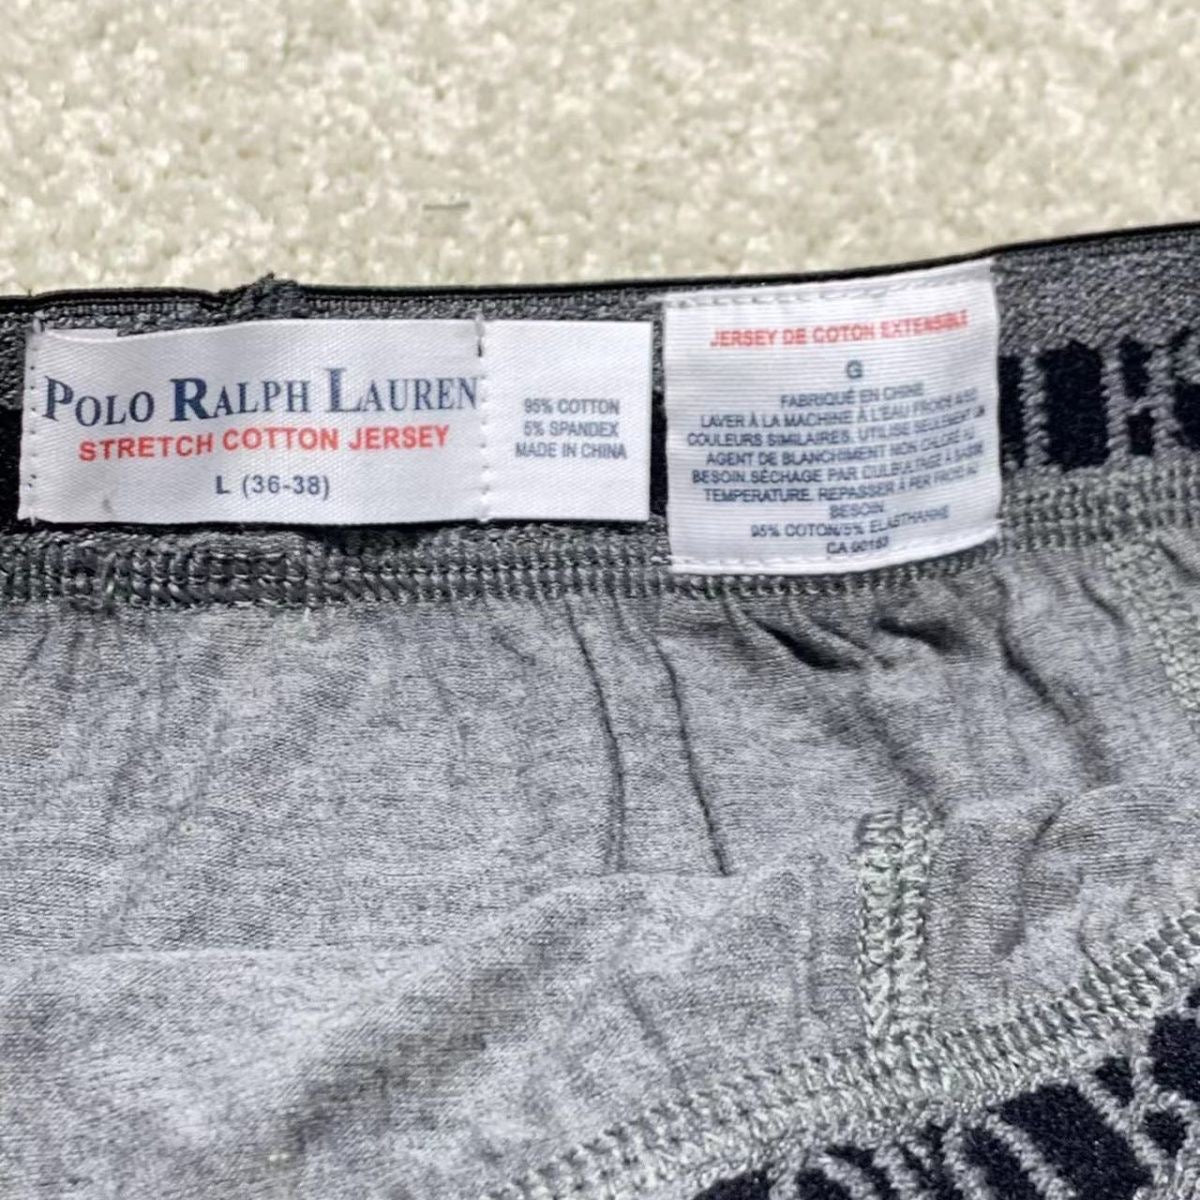 POLO RALPH LAUREN
STRETCH COTTON JERSEY
L (36-38)
95% COTTON
5% SPANDEX
MADE IN CHINA
JERSEY DE COTON EXTENSIBLE
G
FABRIQUÉ EN CHINE
LAVER À LA MACHINE À L'EAU FROIDE
COULEURS SIMILAIRES. UTILISE SEULEMENT UN
AGENT DE BLANCHIMENT NON CHLORÉ AU
BESOIN. SÉCHAGE PAR CULBUTAGE À BASSE
TEMPERATURE. REPASSER À FER FROID AU
BESOIN.
95% COTON/5% ELASTHANNE